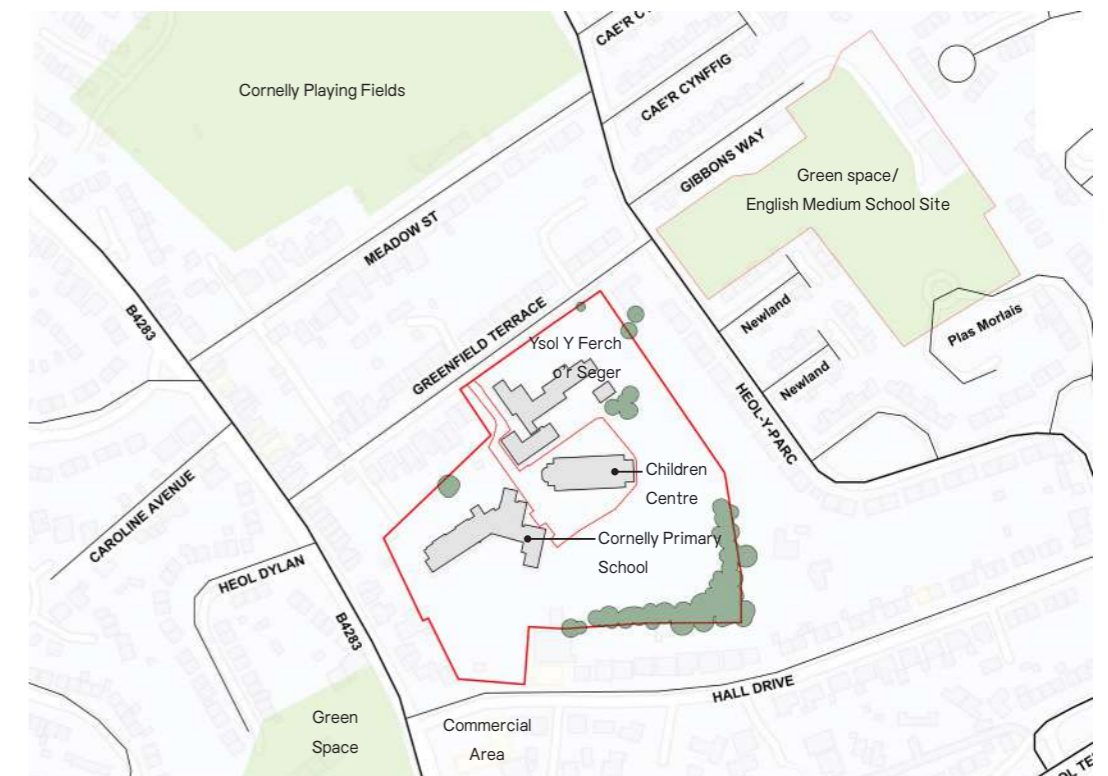 CAE'R CY
Cornelly Playing Fields
CAE'R CYNFFIG
GIBBONS WAY
Green space/
English Medium School Site
MEADOW ST
B4283
Newland
Plas Morlais
GREENFIELD TERRACE
Ysol Y Ferch
o'r Seger
Newland
HEOL-Y-PARC
Children
Centre
CAROLINE AVENUE
Cornelly Primary
School
HEOL DYLAN
B4283
HALL DRIVE
Green
Space
Commercial
Area